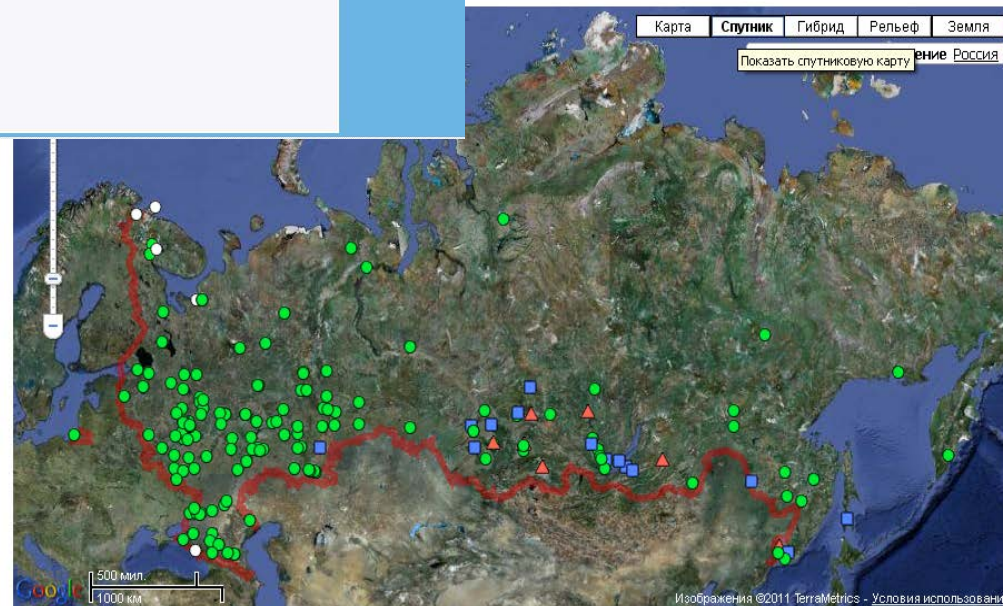 Карта Спутник Гибрид Рельеф Земля
Показать спутниковую карту ение Россия
Google
500 мил.
1000 км
Изображения ©2011 TerraMetrics - Условия использовани